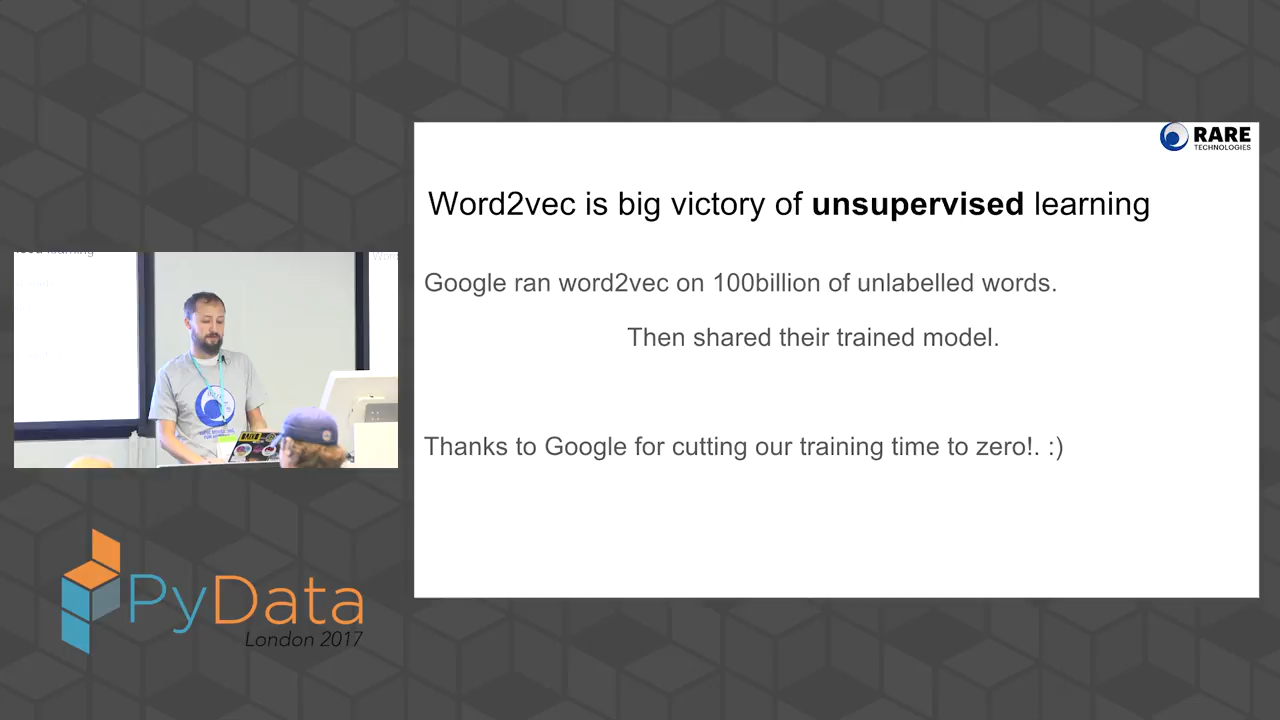 RARE
TECHNOLOGIES
Word2vec is big victory of unsupervised learning
Google ran word2vec on 100billion of unlabelled words.
Then shared their trained model.
Thanks to Google for cutting our training time to zero!. :)
PyData
London 2017